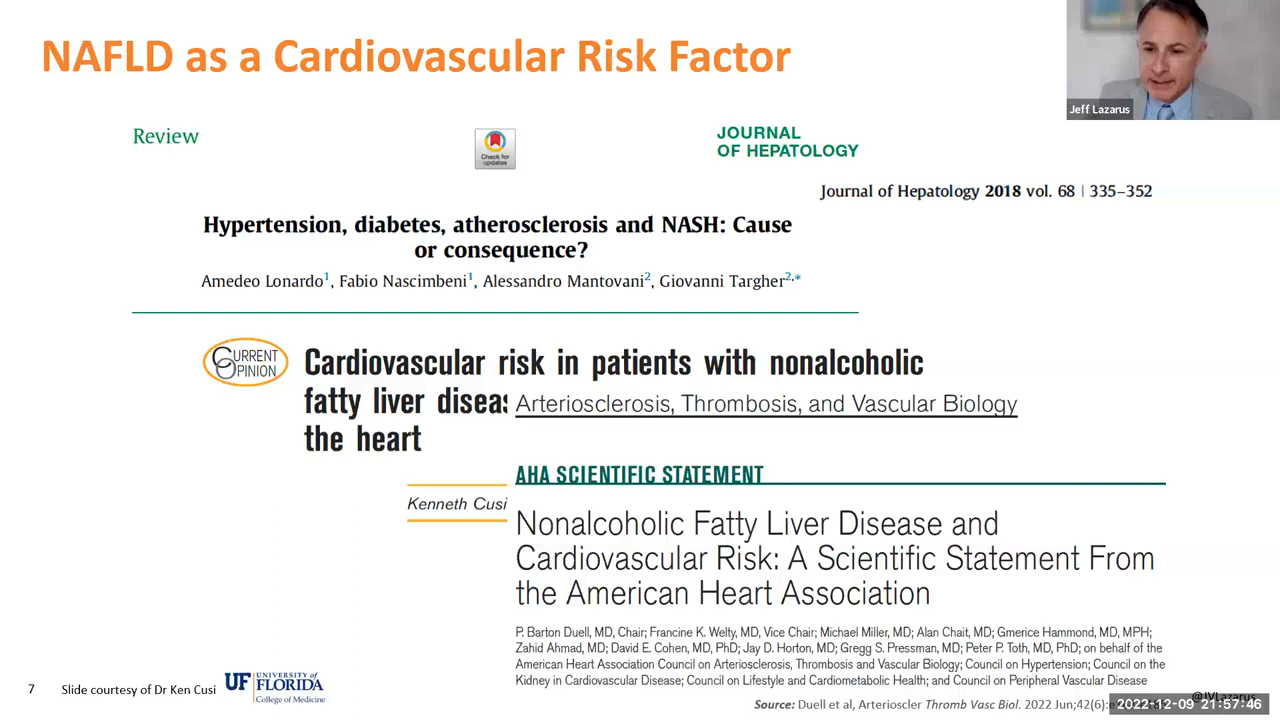 NAFLD as a Cardiovascular Risk Factor
Jeff Lazarus
Review
Check for
updates
JOURNAL
OF HEPATOLOGY
Journal of Hepatology 2018 vol. 68 | 335–352
Hypertension, diabetes, atherosclerosis and NASH: Cause
or consequence?
Amedeo Lonardo1, Fabio Nascimbeni1, Alessandro Mantovani2, Giovanni Targher2,*
CURRENT
OPINION
Cardiovascular risk in patients with nonalcoholic
fatty liver
the heart
Arteriosclerosis, Thrombosis, and Vascular Biology
AHA SCIENTIFIC STATEMENT
Kenneth Cusi
Nonalcoholic Fatty Liver Disease and
Cardiovascular Risk: A Scientific Statement From
the American Heart Association
P. Barton Duell, MD, Chair; Francine K. Welty, MD, Vice Chair; Michael Miller, MD; Alan Chait, MD; Gmerice Hammond, MD, MPH;
Zahid Ahmad, MD; David E. Cohen, MD, PhD; Jay D. Horton, MD; Gregg S. Pressman, MD; Peter P. Toth, MD, PhD; on behalf of the
American Heart Association Council on Arteriosclerosis, Thrombosis and Vascular Biology; Council on Hypertension; Council on the
Kidney in Cardiovascular Disease; Council on Lifestyle and Cardiometabolic Health; and Council on Peripheral Vascular Disease
7
Slide courtesy of Dr Ken Cusi
UF UNIVERSITY of
FLORIDA
College of Medicine
Source: Duell et al, Arterioscler Thromb Vasc Biol. 2022 Jun;42(6):
@JVLazarus
2022-12-09 21:57:46